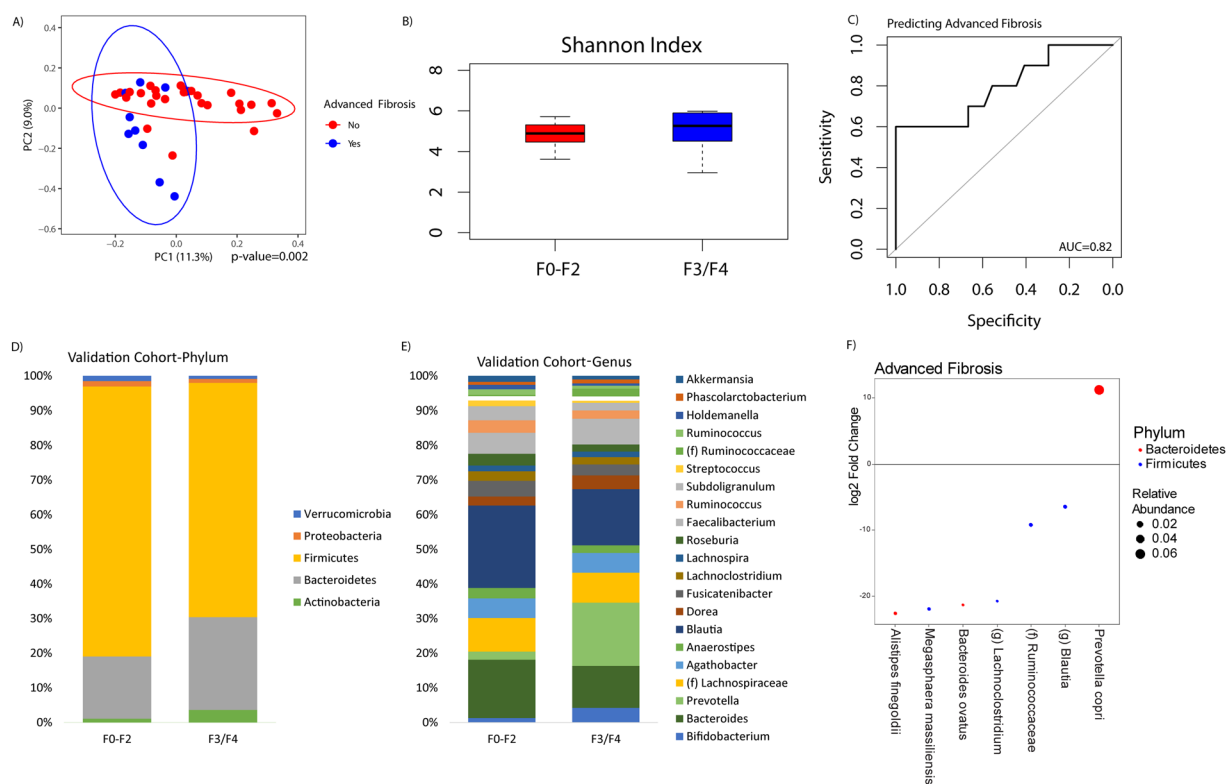 A)
0.4
0.2
0.0
−0.2
−0.4
−0.6
PC2 (9.0%)
−0.2
0.0
0.2
0.4
PC1 (11.3%)
p-value=0.002
Advanced Fibrosis
No
Yes
B)
Shannon Index
8
6
4
2
0
F0-F2
F3/F4
C)
Predicting Advanced Fibrosis
Sensitivity
1.0
0.8
0.6
0.4
0.2
0.0
AUC=0.82
1.0
0.8
0.6
0.4
0.2
0.0
Specificity
D)
Validation Cohort-Phylum
100%
90%
80%
70%
60%
50%
40%
30%
20%
10%
0%
F0-F2
F3/F4
Verrucomicrobia
Proteobacteria
Firmicutes
Bacteroidetes
Actinobacteria
E)
Validation Cohort-Genus
100%
90%
80%
70%
60%
50%
40%
30%
20%
10%
0%
F0-F2
F3/F4
Akkermansia
Phascolarctobacterium
Holdemanella
Ruminococcus
(f) Ruminococcaceae
Streptococcus
Subdoligranulum
Ruminococcus
Faecalibacterium
Roseburia
Lachnospira
Lachnoclostridium
Fusicatenibacter
Dorea
Blautia
Anaerostipes
Agathobacter
(f) Lachnospiraceae
Prevotella
Bacteroides
Bifidobacterium
F)
Advanced Fibrosis
log2 Fold Change
10
0
-10
-20
Alistipes finegoldii
Megasphaera massiliensis
Bacteroides ovatus
(g) Lachnoclostridium
(f) Ruminococcaceae
(g) Blautia
Prevotella copri
Phylum
Bacteroidetes
Firmicutes
Relative
Abundance
0.02
0.04
0.06